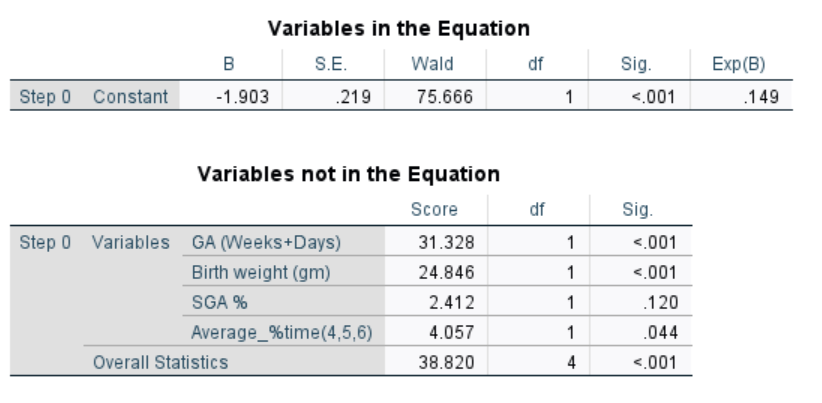 Variables in the Equation
B S.E. Wald df Sig. Exp(B)
Step 0 Constant -1.903 .219 75.666 1 <.001 .149
Variables not in the Equation
Score df Sig.
Step 0 Variables GA (Weeks+Days) 31.328 1 <.001
Birth weight (gm) 24.846 1 <.001
SGA % 2.412 1 .120
Average_%time(4,5,6) 4.057 1 .044
Overall Statistics 38.820 4 <.001